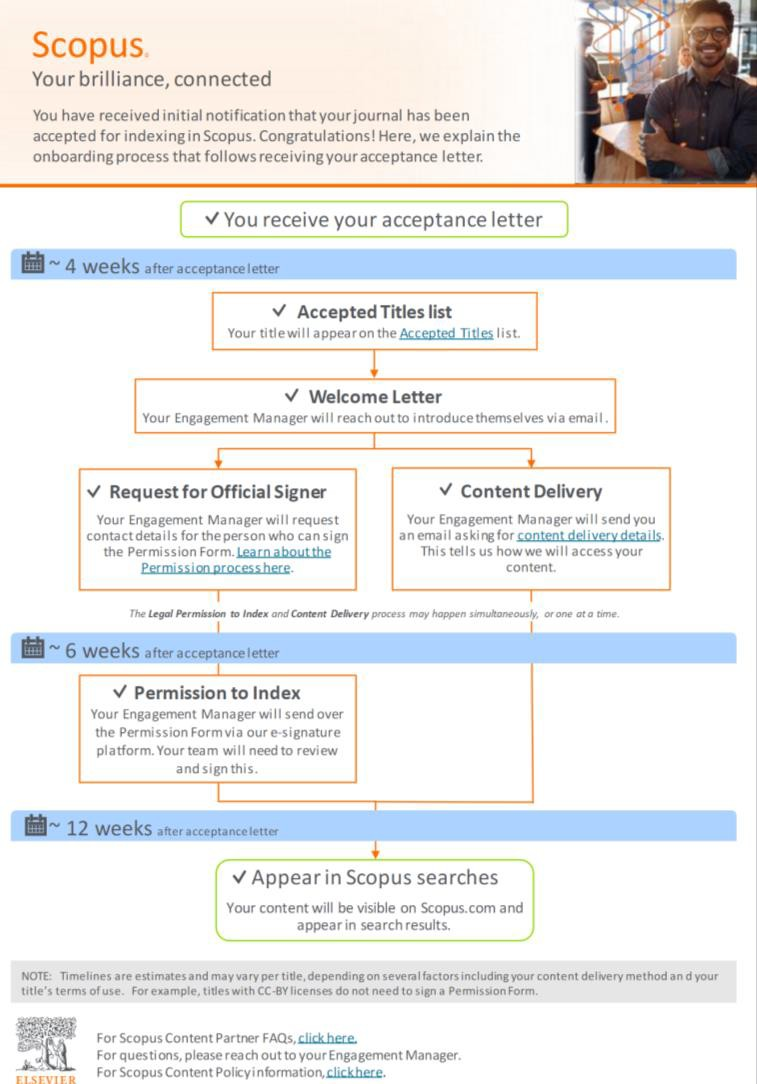 Scopus®
Your brilliance, connected
You have received initial notification that your journal has been
accepted for indexing in Scopus. Congratulations! Here, we explain the
onboarding process that follows receiving your acceptance letter.
✓ You receive your acceptance letter
~ 4 weeks after acceptance letter
✓ Accepted Titles list
Your title will appear on the Accepted Titles list.
✓ Welcome Letter
Your Engagement Manager will reach out to introduce themselves via email.
✓ Request for Official Signer
Your Engagement Manager will request
contact details for the person who can sign
the Permission Form. Learn about the
Permission process here.
✓ Content Delivery
Your Engagement Manager will send you
an email asking for content delivery details.
This tells us how we will access your
content.
The Legal Permission to Index and Content Delivery process may happen simultaneously, or one at a time.
~ 6 weeks after acceptance letter
✓ Permission to Index
Your Engagement Manager will send over
the Permission Form via our e-signature
platform. Your team will need to review
and sign this.
~ 12 weeks after acceptance letter
✓ Appear in Scopus searches
Your content will be visible on Scopus.com and
appear in search results.
NOTE: Timelines are estimates and may vary per title, depending on several factors including your content delivery method and your
title's terms of use. For example, titles with CC-BY licenses do not need to sign a Permission Form.
For Scopus Content Partner FAQs, click here.
For questions, please reach out to your Engagement Manager.
For Scopus Content Policy information, click here.
ELSEVIER